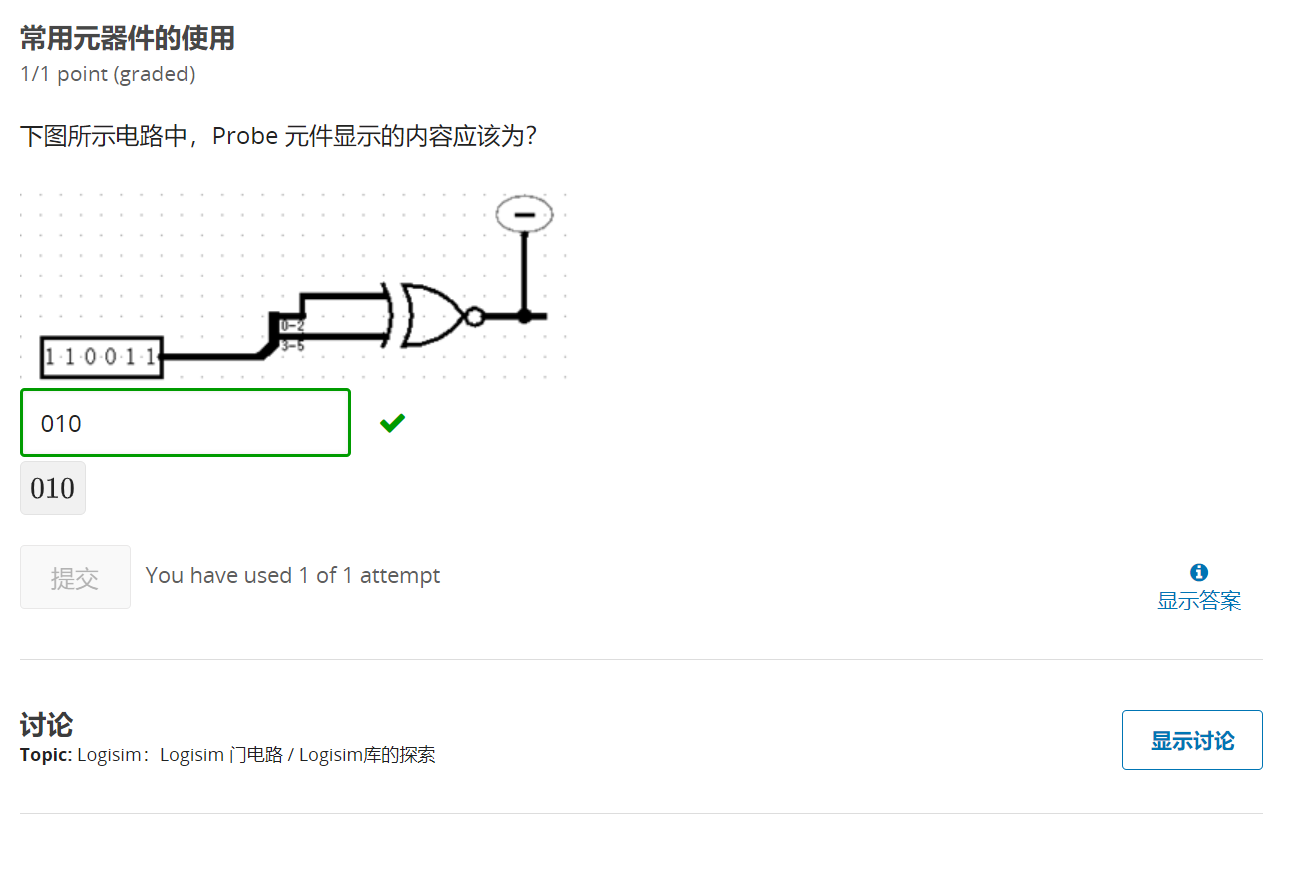 常用元器件的使用
1/1 point (graded)
下图所示电路中，Probe 元件显示的内容应该为？
0-2
3-5
1 1 0 0 1 1
010
010
提交
You have used 1 of 1 attempt
显示答案
讨论
Topic: Logisim：Logisim 门电路 / Logisim库的探索
显示讨论